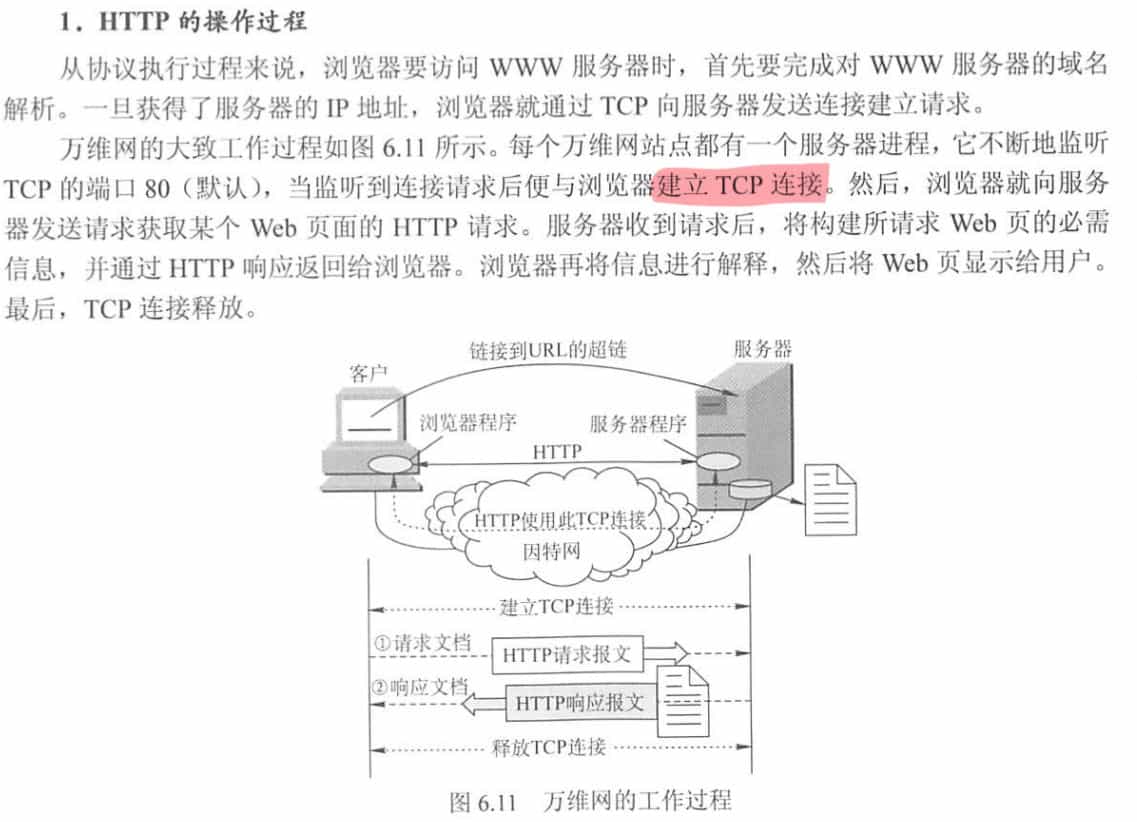 1．HTTP 的操作过程
从协议执行过程来说，浏览器要访问 WWW 服务器时，首先要完成对 WWW 服务器的域名
解析。一旦获得了服务器的 IP 地址，浏览器就通过 TCP 向服务器发送连接建立请求。
万维网的大致工作过程如图 6.11 所示。每个万维网站点都有一个服务器进程，它不断地监听
TCP 的端口 80（默认），当监听到连接请求后便与浏览器建立 TCP 连接。然后，浏览器就向服务
器发送请求获取某个 Web 页面的 HTTP 请求。服务器收到请求后，将构建所请求 Web 页的必需
信息，并通过 HTTP 响应返回给浏览器。浏览器再将信息进行解释，然后将 Web 页显示给用户。
最后，TCP 连接释放。
链接到URL的超链
服务器
客户
浏览器程序
服务器程序
HTTP
HTTP使用此TCP连接
因特网
建立TCP连接
①请求文档
HTTP请求报文
②响应文档
HTTP响应报文
释放TCP连接
图 6.11 万维网的工作过程